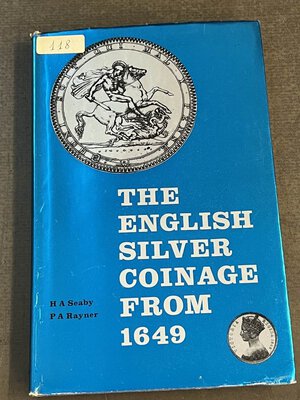 118
THE
ENGLISH
SILVER
COINAGE
FROM
1649
H A Seaby
P A Rayner